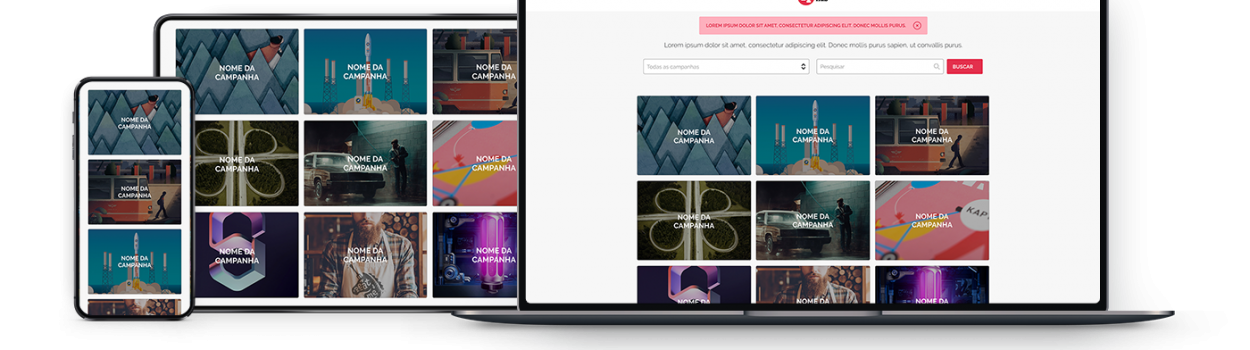 LOREM IPSUM DOLOR SIT AMET, CONSECTETUR ADIPISCING ELIT. DONEC MOLLIS PURUS.
Lorem ipsum dolor sit amet, consectetur adipiscing elit. Donec mollis purus sapien, ut convallis purus.
Todas as campanhas
Pesquisar
BUSCAR
NOME DA
CAMPANHA
NOME DA
CAMPANHA
NOME DA
CAMPANHA
NOME DA
CAMPANHA
NOME DA
CAMPANHA
NOME DA
CAMPANHA
KAP
NOME DA
NOME DA
NOME DA
NOME DA
CAMPANHA
NOME DA
CAMPANHA
NOME DA
CAMPANHA
NOME DA
CAMPANHA
NOME DA
CAMPANHA
NOME DA
CAMPANHA
NOME DA
CAMPANHA
NOME DA
CAMPANHA
NOME DA
CAMPANHA
NOME DA
CAMPANHA
NOME DA
CAMPANHA
NOME DA
CAMPANHA